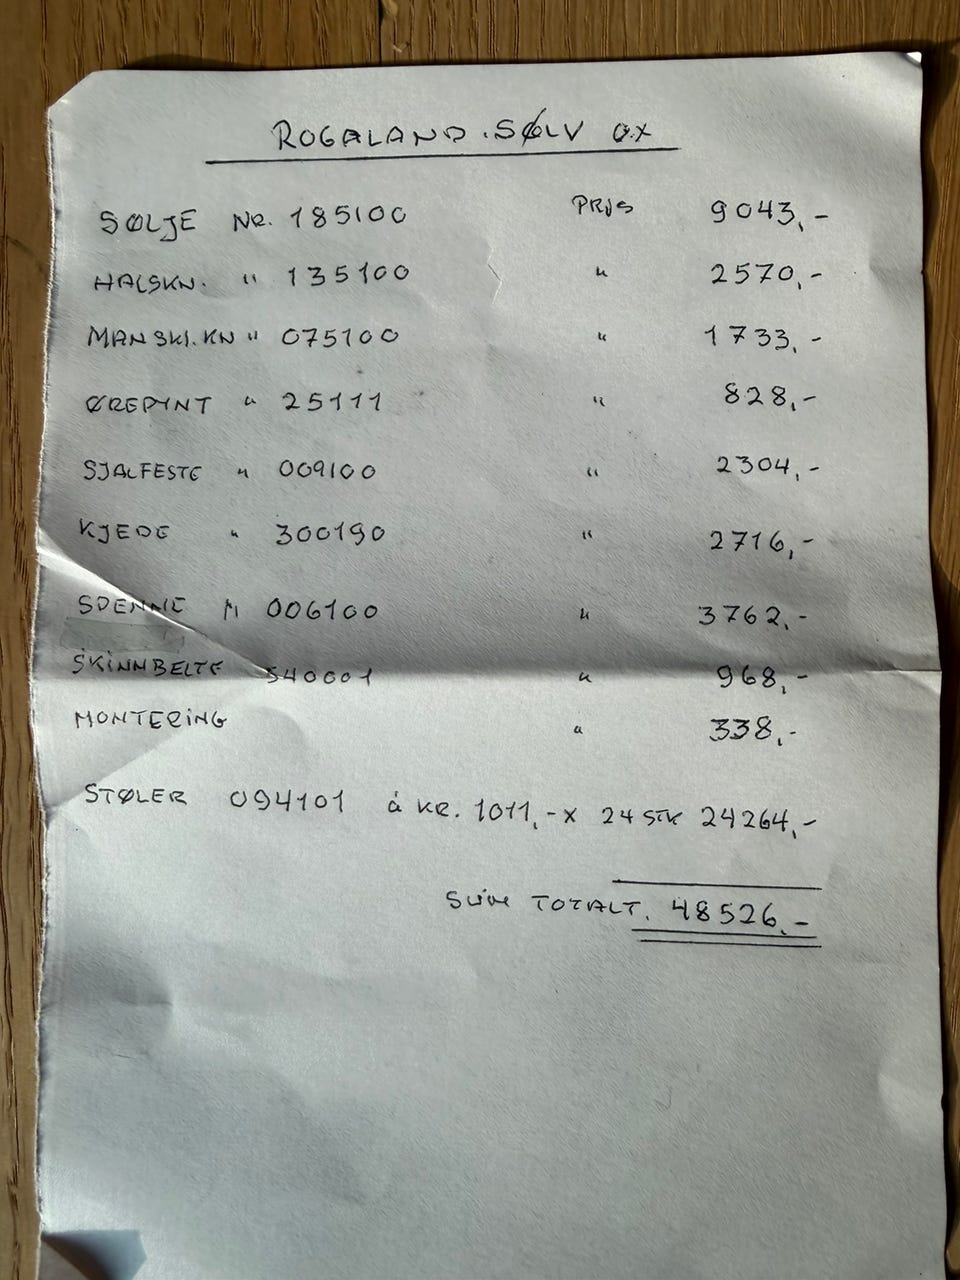 ROGALAND. SØLV ox
SØLJE NR. 185100 PRIS 9043,-
HALSKN. " 135100 " 2570,-
MANSKJ.KN " 075100 " 1733,-
ØREPYNT " 25111 " 828,-
SJALFESTE " 009100 " 2304,-
KJEDE " 300190 " 2716,-
SPENNE " 006100 " 3762,-
SKINNBELTE 540001 " 968,-
MONTERING " 338,-
STØLER 094101 á KR. 1011,- x 24 STK 24264,-
SUM TOTALT. 48526,-